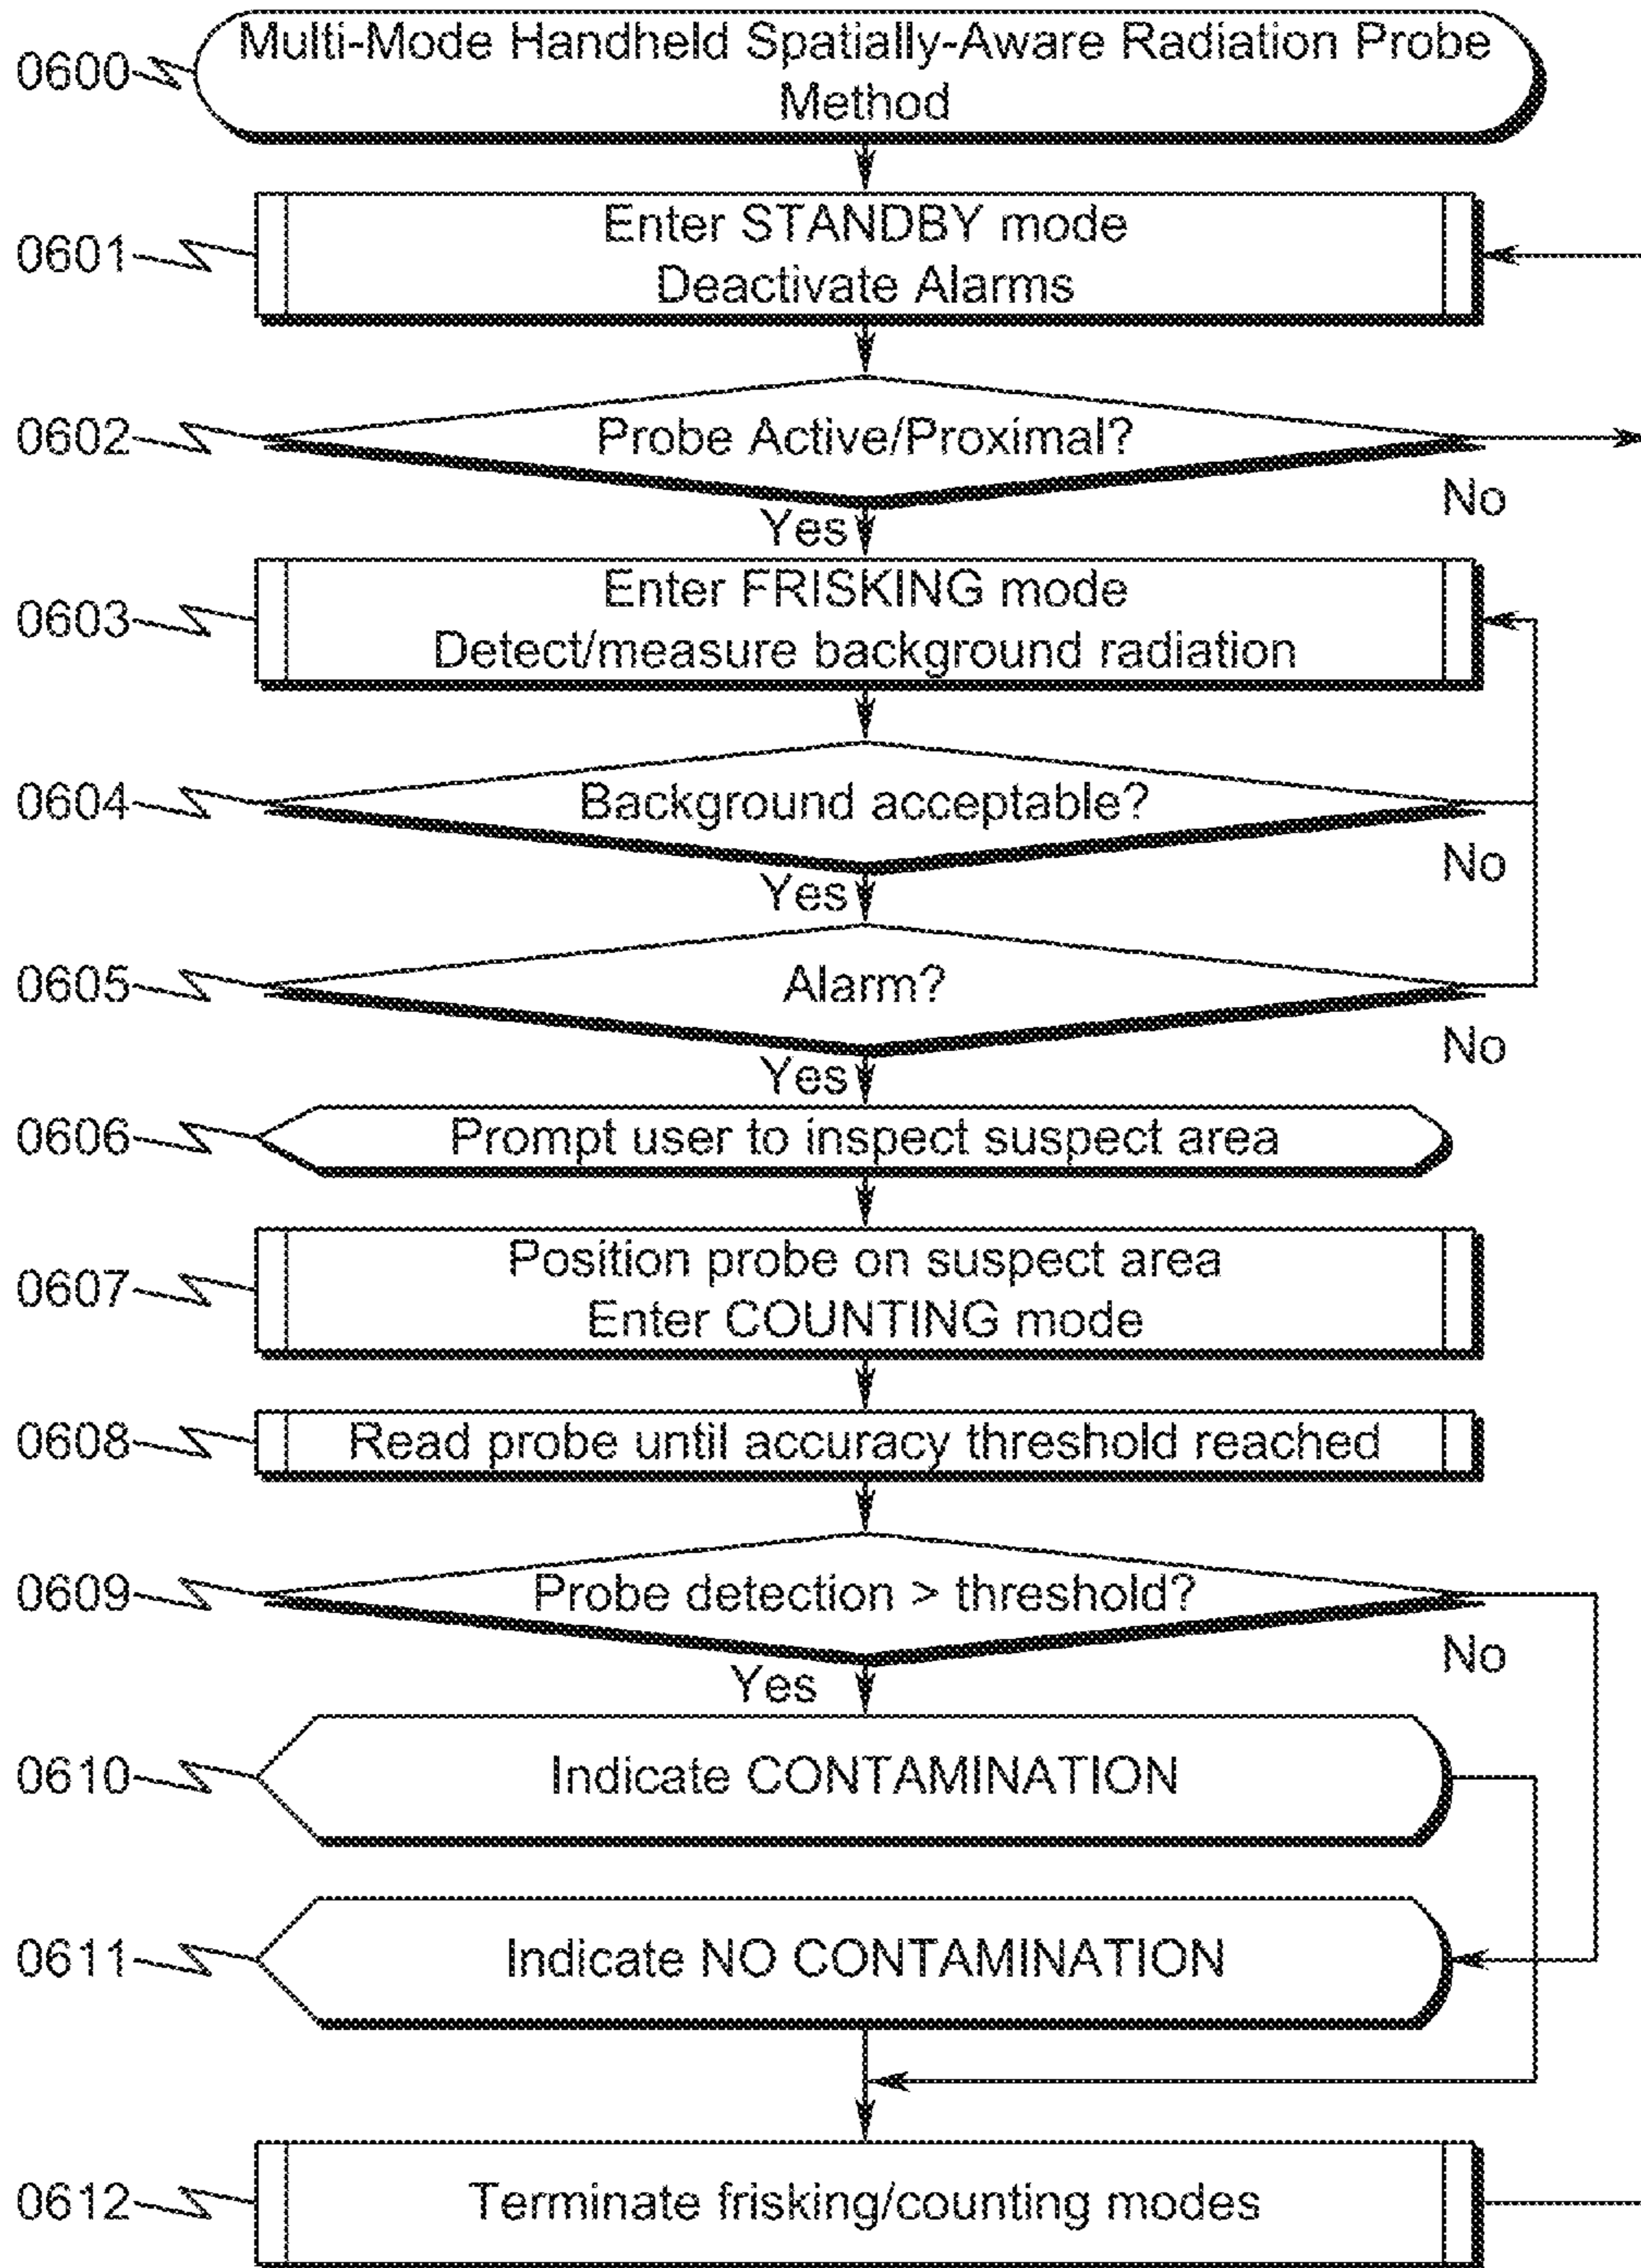 0600
Multi-Mode Handheld Spatially-Aware Radiation Probe
Method
0601
Enter STANDBY mode
Deactivate Alarms
0602
Probe Active/Proximal?
No
Yes
0603
Enter FRISKING mode
Detect/measure background radiation
0604
Background acceptable?
No
Yes
0605
Alarm?
No
Yes
0606
Prompt user to inspect suspect area
0607
Position probe on suspect area
Enter COUNTING mode
0608
Read probe until accuracy threshold reached
0609
Probe detection > threshold?
No
Yes
0610
Indicate CONTAMINATION
0611
Indicate NO CONTAMINATION
0612
Terminate frisking/counting modes